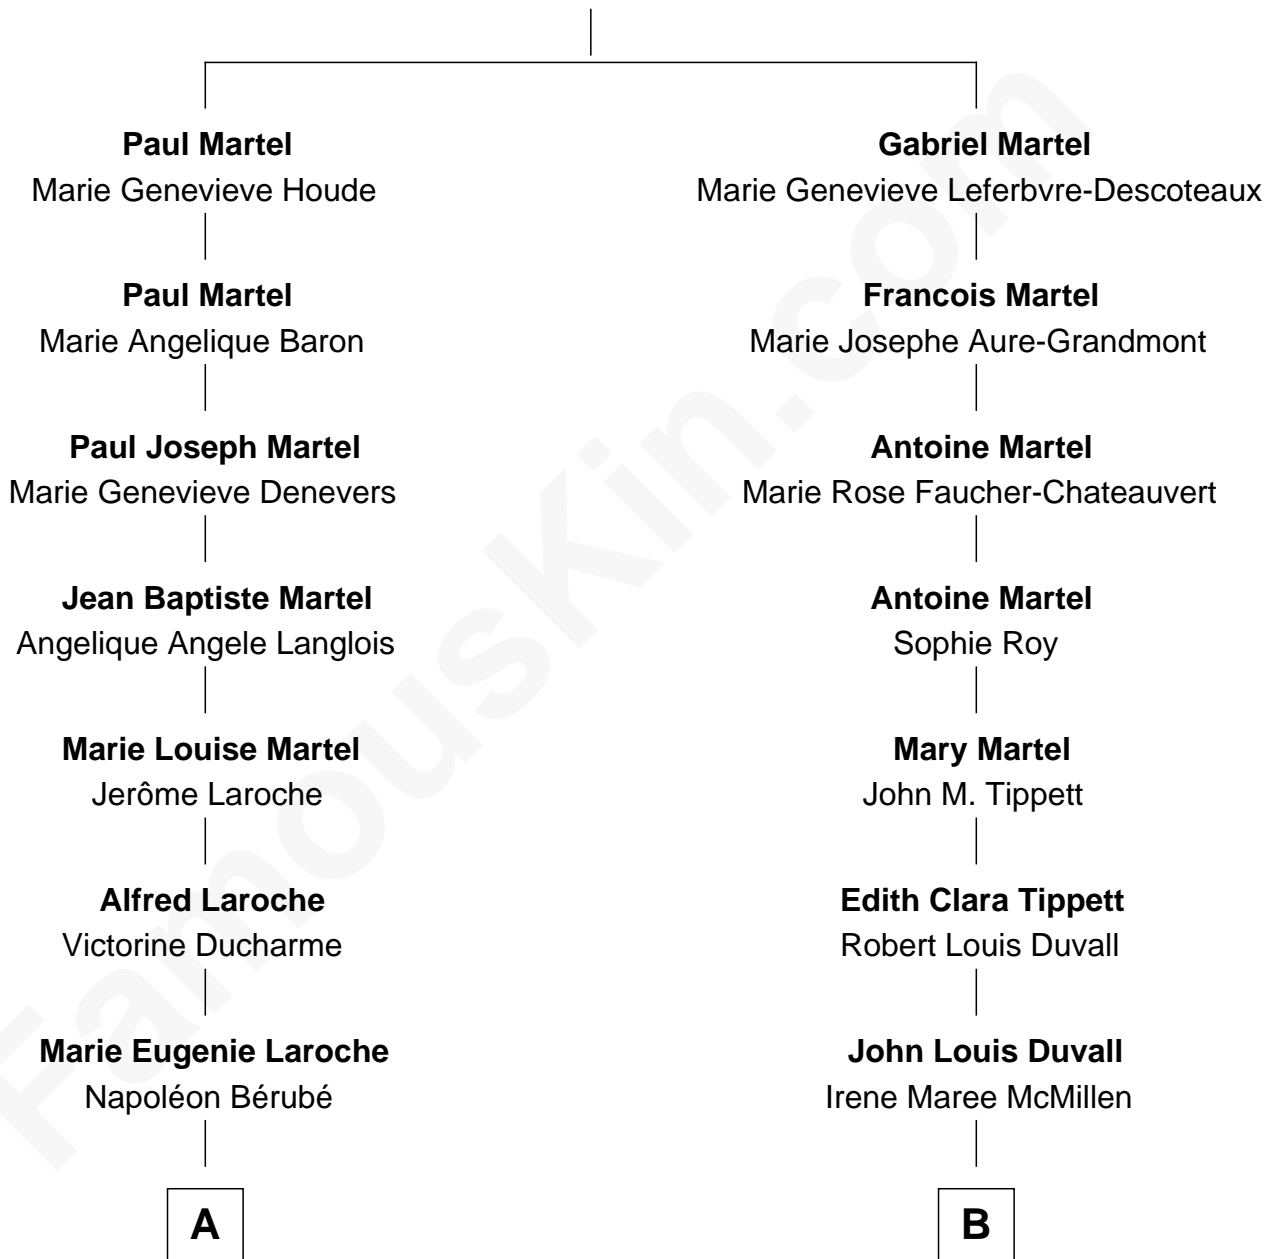 Paul Martel
Marie Genevieve Houde
Paul Martel
Marie Angelique Baron
Paul Joseph Martel
Marie Genevieve Denevers
Jean Baptiste Martel
Angelique Angele Langlois
Marie Louise Martel
Jerôme Laroche
Alfred Laroche
Victorine Ducharme
Marie Eugenie Laroche
Napoléon Bérubé
A
Gabriel Martel
Marie Genevieve Leferbvre-Descoteaux
Francois Martel
Marie Josephe Aure-Grandmont
Antoine Martel
Marie Rose Faucher-Chateauvert
Antoine Martel
Sophie Roy
Mary Martel
John M. Tippett
Edith Clara Tippett
Robert Louis Duvall
John Louis Duvall
Irene Maree McMillen
B
FamousKin.com